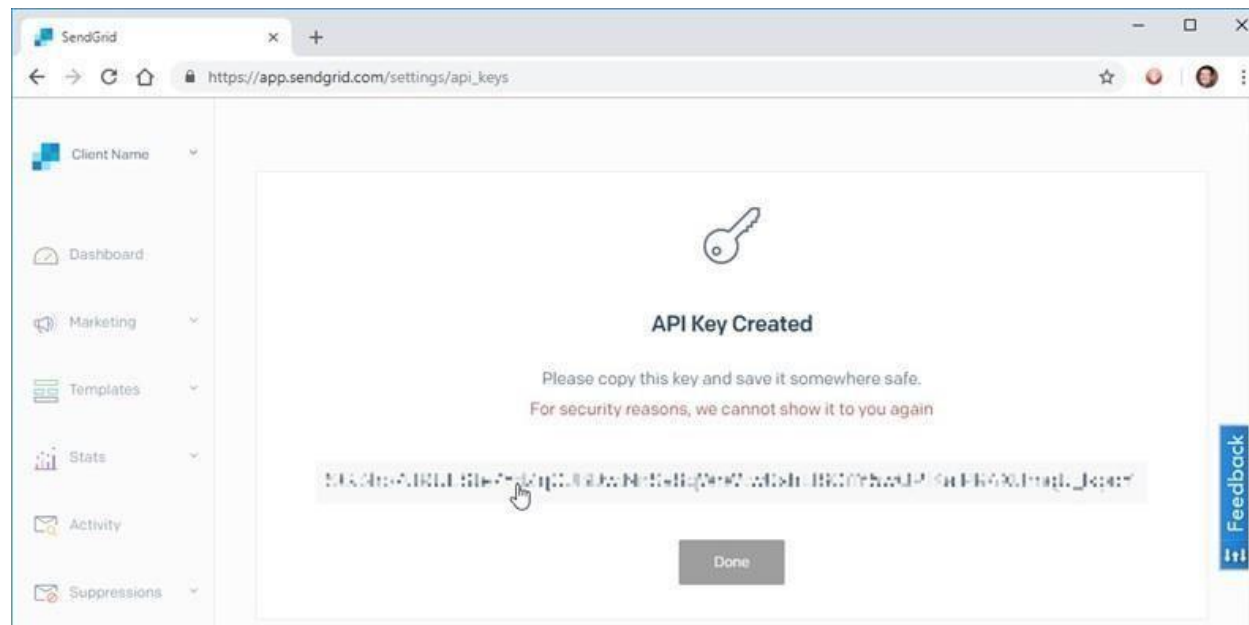 SendGrid
https://app.sendgrid.com/settings/api_keys
Client Name
Dashboard
Marketing
Templates
Stats
Activity
Suppressions
API Key Created
Please copy this key and save it somewhere safe.
For security reasons, we cannot show it to you again
Done
Feedback